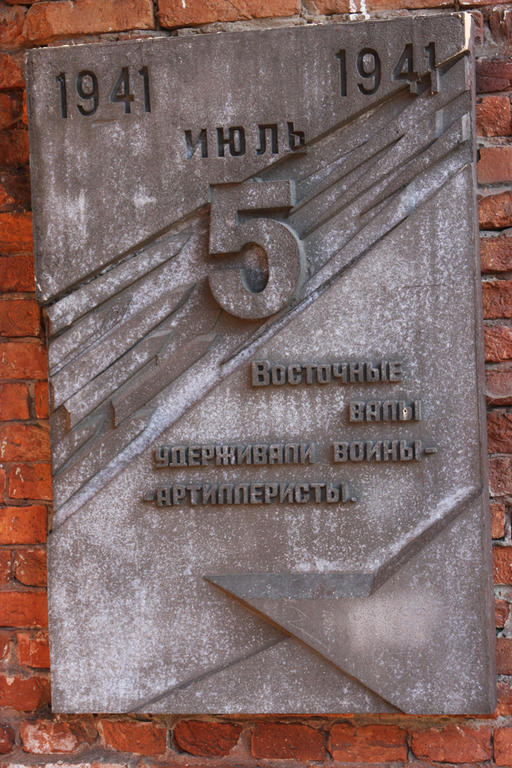 1941 1941
ИЮЛЬ
5
Восточные
валы
удерживали воины-
-артиллеристы.